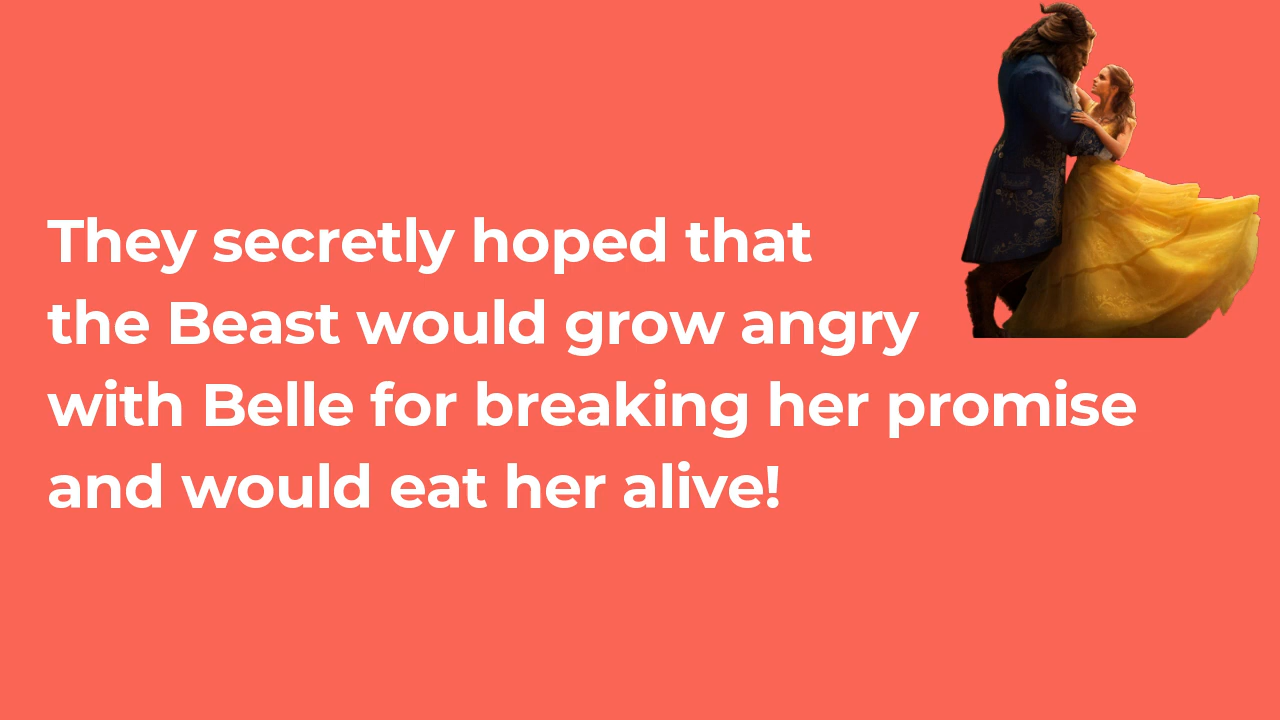 They secretly hoped that
the Beast would grow angry
with Belle for breaking her promise
and would eat her alive!